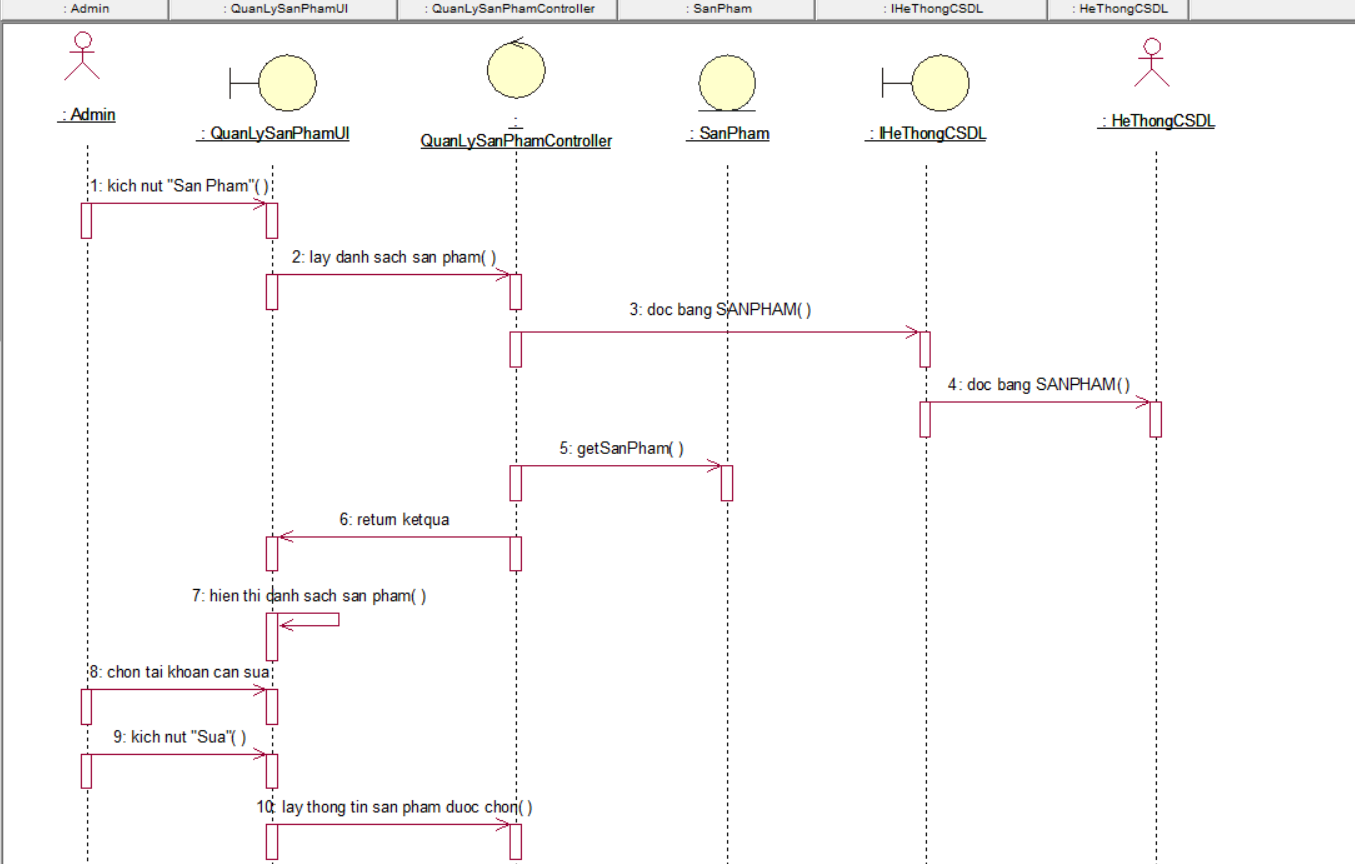 : Admin
: QuanLySanPhamUI
: QuanLySanPhamController
: SanPham
: IHeThongCSDL
: HeThongCSDL
: Admin
: QuanLySanPhamUI
:
QuanLySanPhamController
: SanPham
: IHeThongCSDL
: HeThongCSDL
1: kich nut "San Pham"( )
2: lay danh sach san pham( )
3: doc bang SANPHAM( )
4: doc bang SANPHAM( )
5: getSanPham( )
6: return ketqua
7: hien thi danh sach san pham( )
8: chon tai khoan can sua
9: kich nut "Sua"( )
10: lay thong tin san pham duoc chon( )